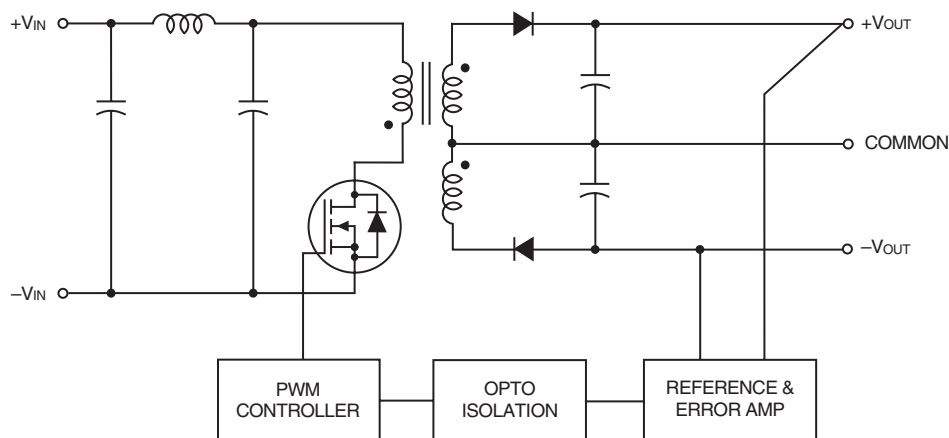 +VIN
+VOUT
COMMON
−VOUT
−VIN
PWM
CONTROLLER
OPTO
ISOLATION
REFERENCE &
ERROR AMP